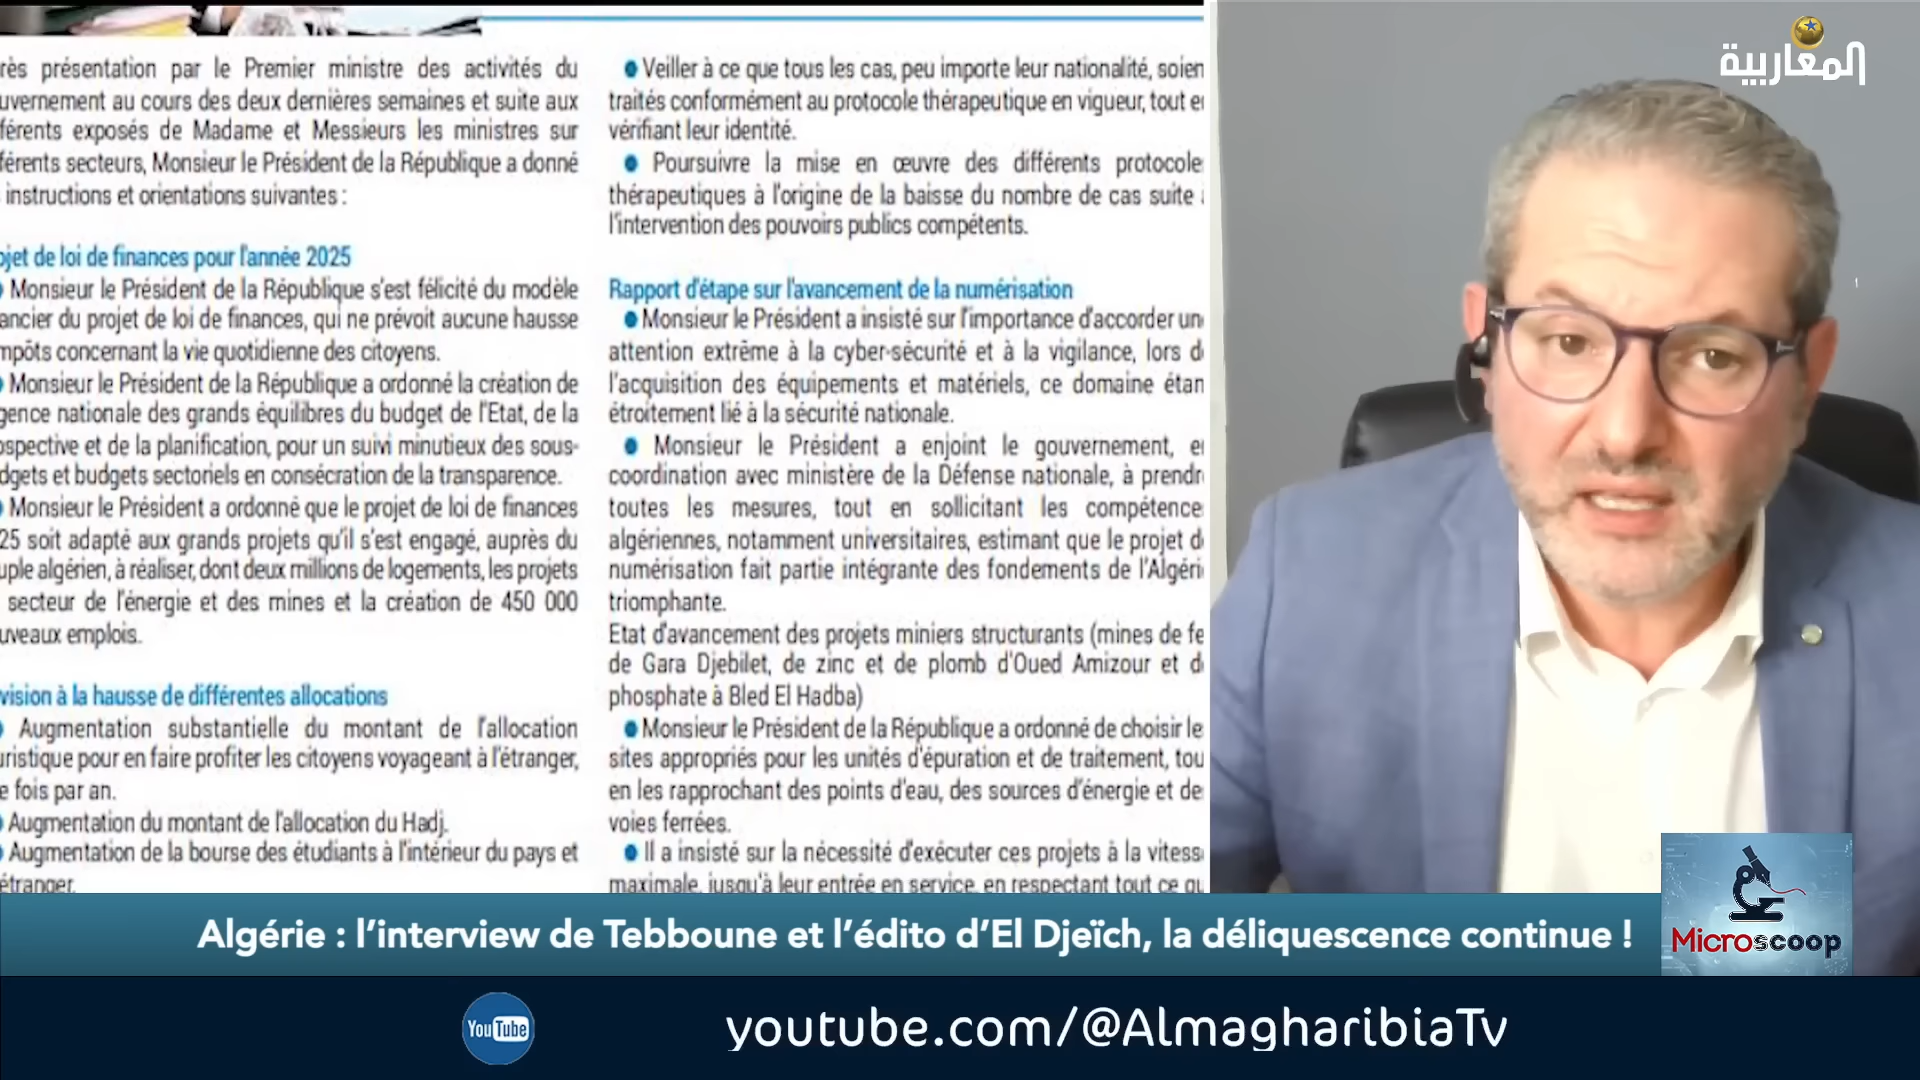 rès présentation par le Premier ministre des activités du
uvernement au cours des deux dernières semaines et suite aux
férents exposés de Madame et Messieurs les ministres sur
férents secteurs, Monsieur le Président de la République a donné
instructions et orientations suivantes :
ojet de loi de finances pour l'année 2025
● Monsieur le Président de la République s'est félicité du modèle
ancier du projet de loi de finances, qui ne prévoit aucune hausse
mpôts concernant la vie quotidienne des citoyens.
● Monsieur le Président de la République a ordonné la création de
gence nationale des grands équilibres du budget de l'Etat, de la
ospective et de la planification, pour un suivi minutieux des sous-
dgets et budgets sectoriels en consécration de la transparence.
● Monsieur le Président a ordonné que le projet de loi de finances
25 soit adapté aux grands projets qu'il s'est engagé, auprès du
uple algérien, à réaliser, dont deux millions de logements, les projets
secteur de l'énergie et des mines et la création de 450 000
uveaux emplois.
vision à la hausse de différentes allocations
● Augmentation substantielle du montant de l'allocation
uristique pour en faire profiter les citoyens voyageant à l'étranger,
e fois par an.
● Augmentation du montant de l'allocation du Hadj.
● Augmentation de la bourse des étudiants à l'intérieur du pays et
étranger.
● Veiller à ce que tous les cas, peu importe leur nationalité, soien
traités conformément au protocole thérapeutique en vigueur, tout e
vérifiant leur identité.
● Poursuivre la mise en œuvre des différents protocole
thérapeutiques à l'origine de la baisse du nombre de cas suite
l'intervention des pouvoirs publics compétents.
Rapport d'étape sur l'avancement de la numérisation
● Monsieur le Président a insisté sur l'importance d'accorder un
attention extrême à la cyber-sécurité et à la vigilance, lors d
l'acquisition des équipements et matériels, ce domaine étan
étroitement lié à la sécurité nationale.
● Monsieur le Président a enjoint le gouvernement, e
coordination avec ministère de la Défense nationale, à prendr
toutes les mesures, tout en sollicitant les compétence
algériennes, notamment universitaires, estimant que le projet d
numérisation fait partie intégrante des fondements de l'Algéri
triomphante.
Etat d'avancement des projets miniers structurants (mines de fe
de Gara Djebilet, de zinc et de plomb d'Oued Amizour et d
phosphate à Bled El Hadba)
● Monsieur le Président de la République a ordonné de choisir le
sites appropriés pour les unités d'épuration et de traitement, tou
en les rapprochant des points d'eau, des sources d'énergie et de
voies ferrées.
● Il a insisté sur la nécessité d'exécuter ces projets à la vitess
maximale, jusqu'à leur entrée en service, en respectant tout ce qu
المغاربية
Algérie : l'interview de Tebboune et l'édito d'El Djeïch, la déliquescence continue !
Microscoop
YouTube
youtube.com/@AlmagharibiaTv